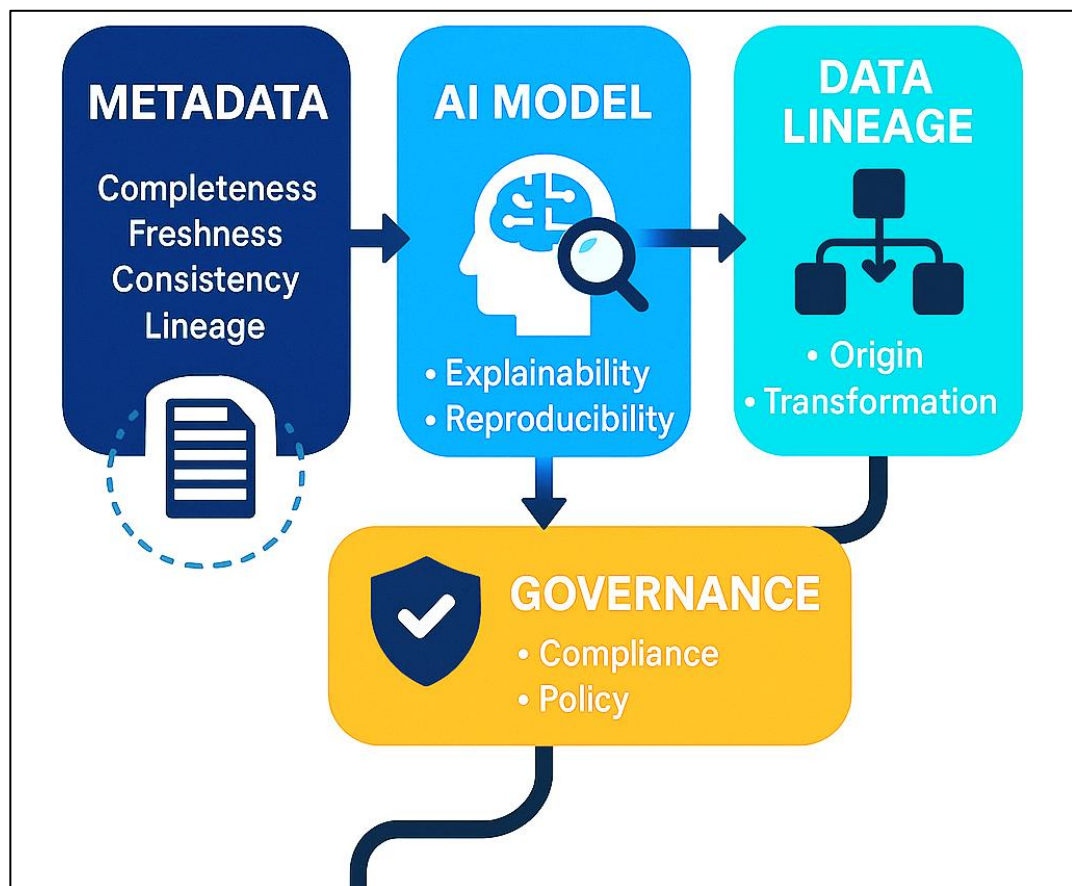 METADATA
Completeness
Freshness
Consistency
Lineage
AI MODEL
• Explainability
• Reproducibility
DATA
LINEAGE
• Origin
• Transformation
GOVERNANCE
• Compliance
• Policy